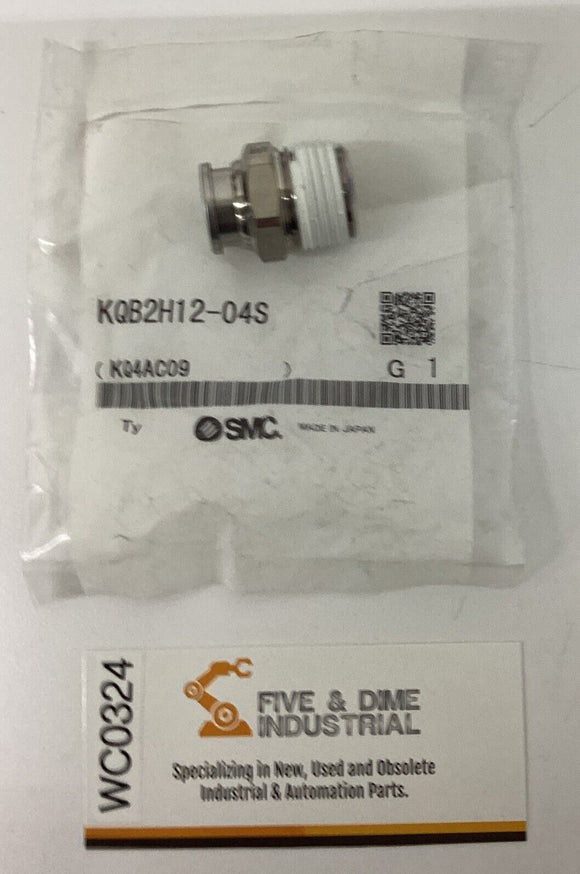 KQB2H12-04S
( KQ4AC09 )
G 1
Ty
SMC.
MADE IN JAPAN
WC0324
FIVE & DIME
INDUSTRIAL
Specializing in New, Used and Obsolete
Industrial & Automation Parts.